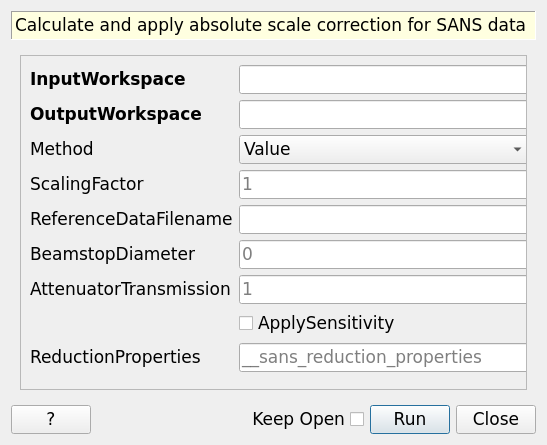 Calculate and apply absolute scale correction for SANS data
InputWorkspace
OutputWorkspace
Method Value
ScalingFactor 1
ReferenceDataFilename
BeamstopDiameter 0
AttenuatorTransmission 1
ApplySensitivity
ReductionProperties __sans_reduction_properties
? Keep Open Run Close